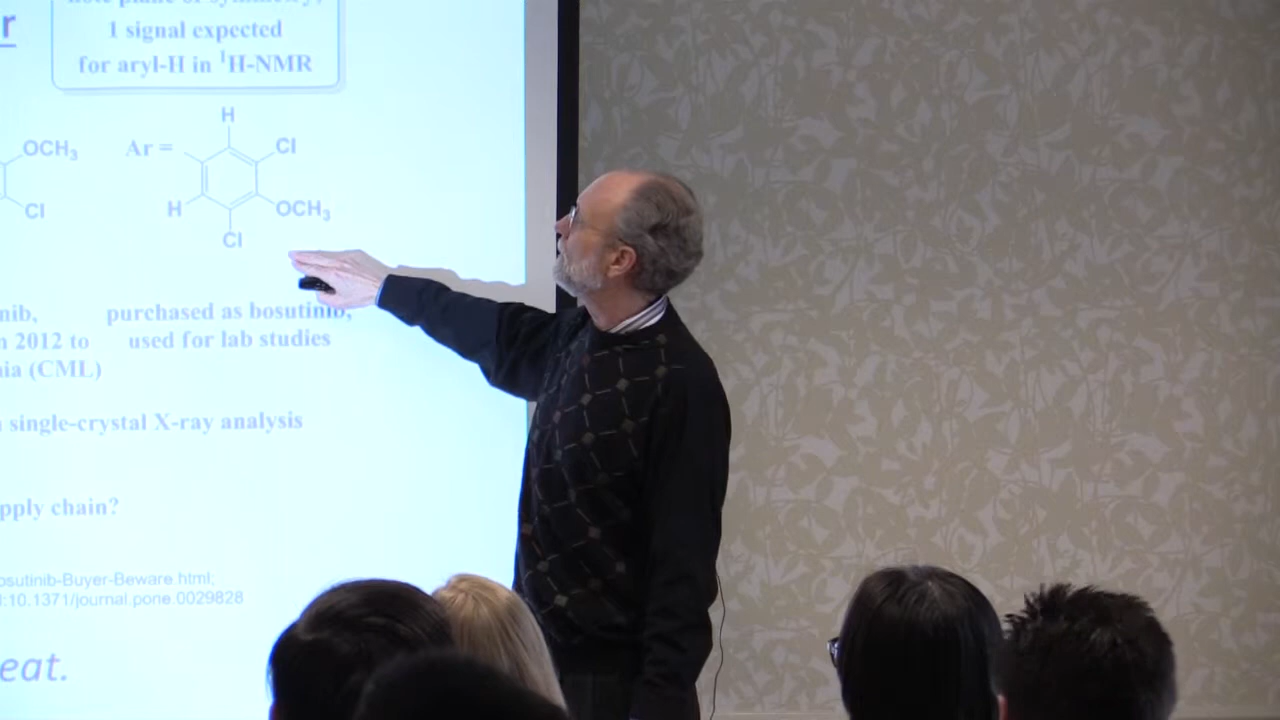 r
1 signal expected
for aryl-H in ¹H-NMR
H
OCH₃ Ar = Cl
Cl H OCH₃
Cl
nib, purchased as bosutinib,
n 2012 to used for lab studies
nia (CML)
single-crystal X-ray analysis
pply chain?
osutinib-Buyer-Beware.html;
:10.1371/journal.pone.0029828
eat.